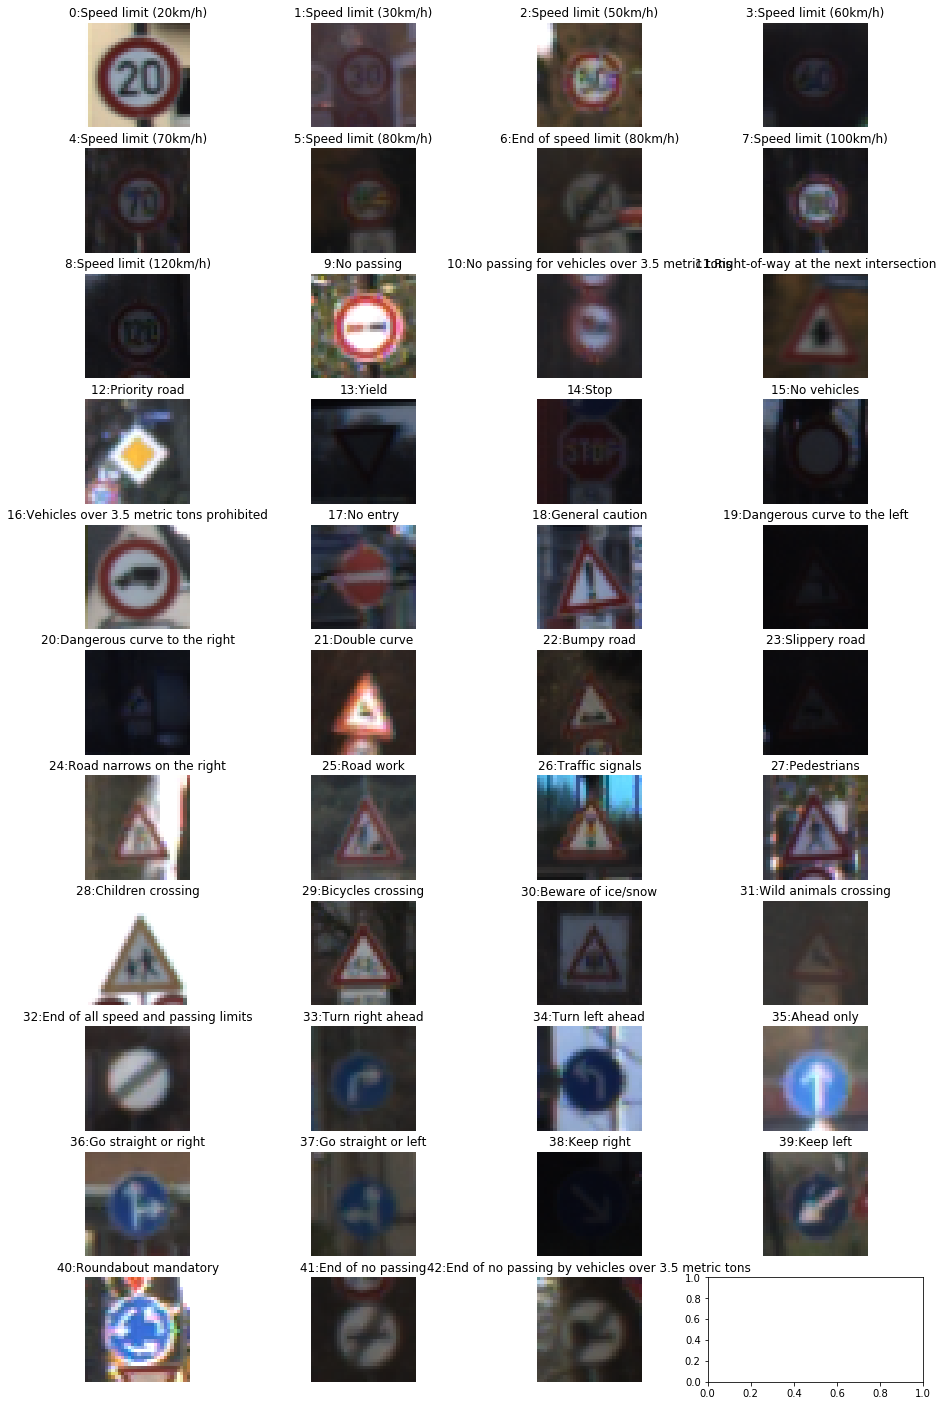 0:Speed limit (20km/h) 1:Speed limit (30km/h) 2:Speed limit (50km/h) 3:Speed limit (60km/h)
20 30 50 60
4:Speed limit (70km/h) 5:Speed limit (80km/h) 6:End of speed limit (80km/h) 7:Speed limit (100km/h)
70 100
8:Speed limit (120km/h) 9:No passing 10:No passing for vehicles over 3.5 metric tons 11:Right-of-way at the next intersection
120
12:Priority road 13:Yield 14:Stop 15:No vehicles
STOP
16:Vehicles over 3.5 metric tons prohibited 17:No entry 18:General caution 19:Dangerous curve to the left
20:Dangerous curve to the right 21:Double curve 22:Bumpy road 23:Slippery road
24:Road narrows on the right 25:Road work 26:Traffic signals 27:Pedestrians
28:Children crossing 29:Bicycles crossing 30:Beware of ice/snow 31:Wild animals crossing
32:End of all speed and passing limits 33:Turn right ahead 34:Turn left ahead 35:Ahead only
36:Go straight or right 37:Go straight or left 38:Keep right 39:Keep left
40:Roundabout mandatory 41:End of no passing 42:End of no passing by vehicles over 3.5 metric tons
1.0
0.8
0.6
0.4
0.2
0.0
0.0 0.2 0.4 0.6 0.8 1.0